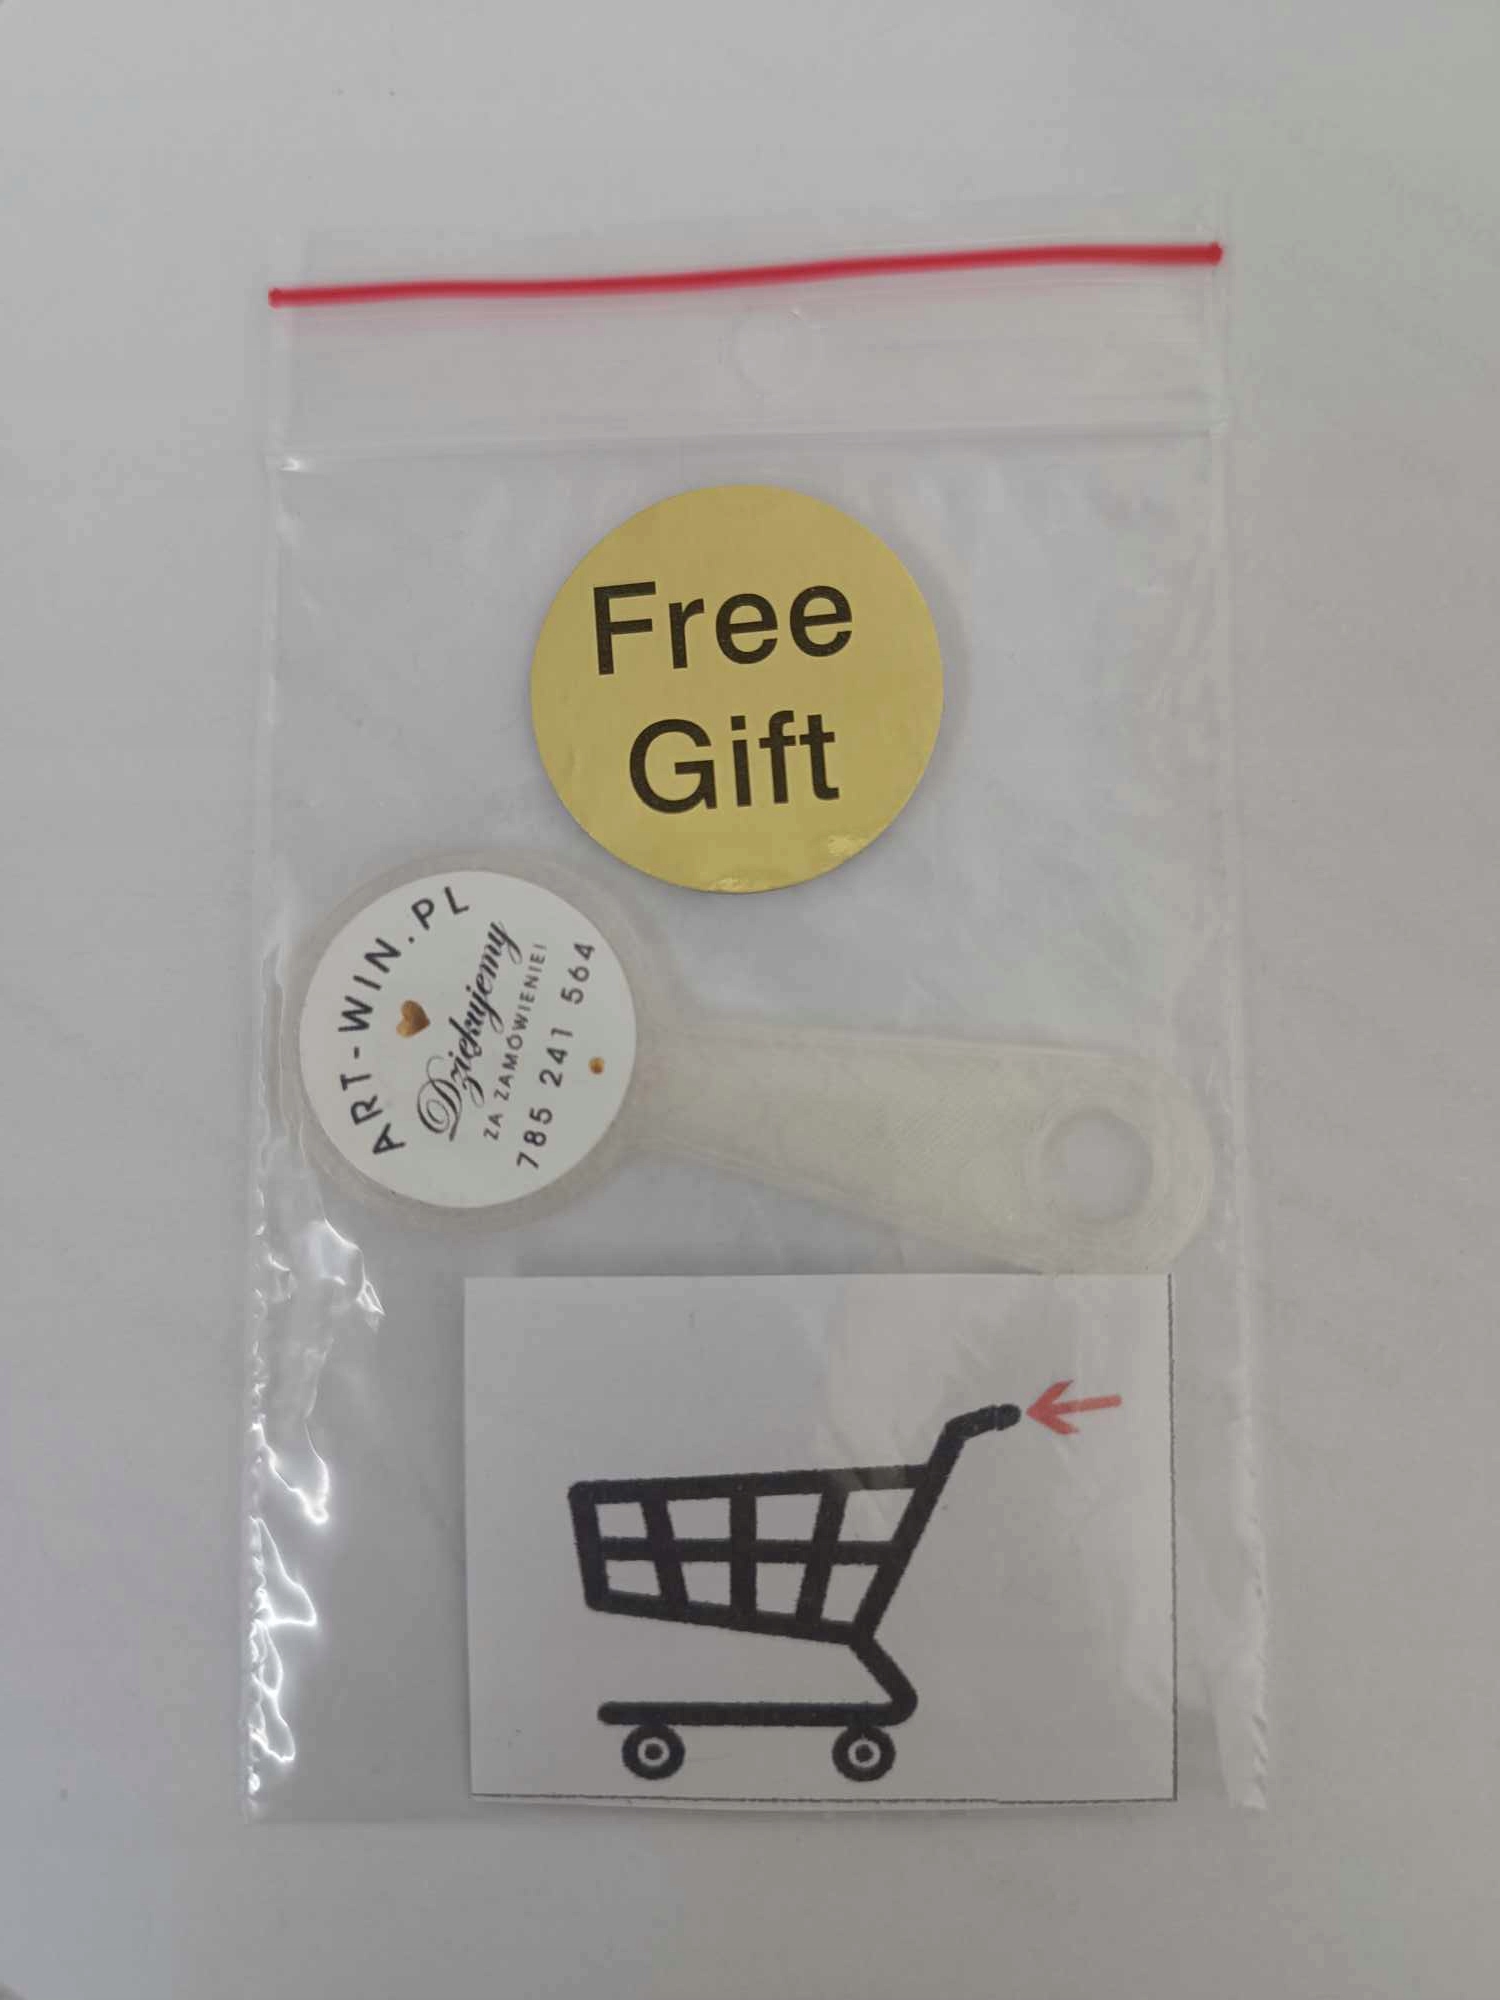 Free
Gift
ART-WIN.PL
Dziękujemy
ZA ZAMÓWIENIE!
785 241 564